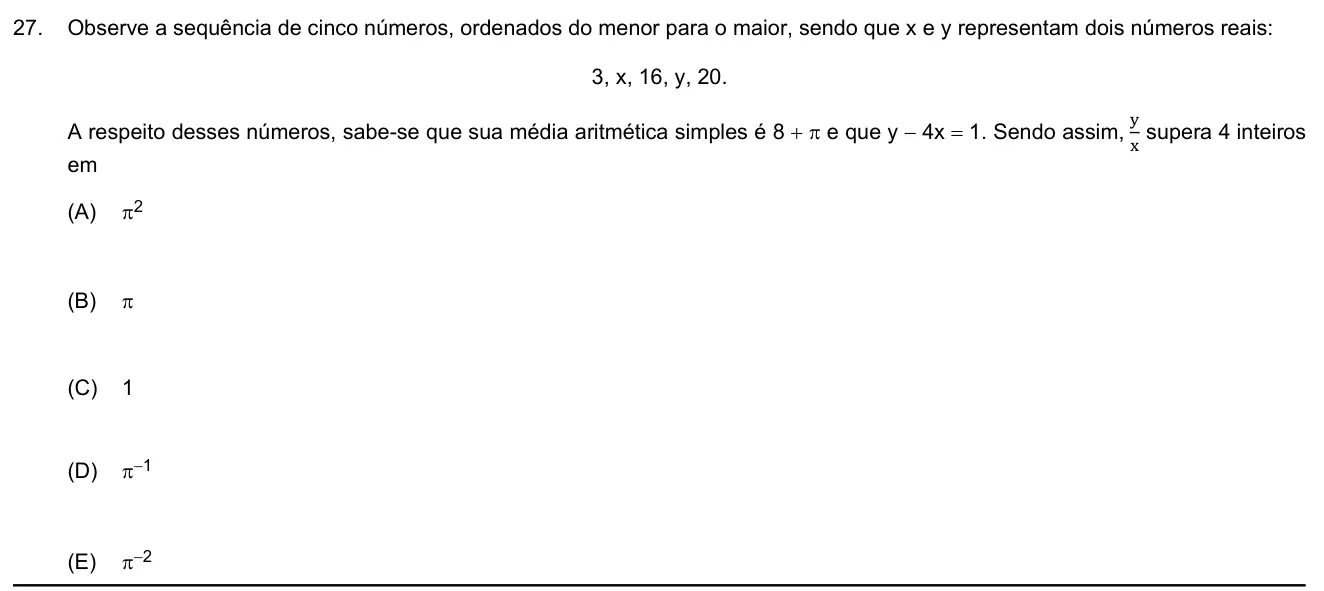 27. Observe a sequência de cinco números, ordenados do menor para o maior, sendo que x e y representam dois números reais:
3, x, 16, y, 20.
A respeito desses números, sabe-se que sua média aritmética simples é 8 + π e que y − 4x = 1. Sendo assim, y/x supera 4 inteiros
em
(A) π²
(B) π
(C) 1
(D) π⁻¹
(E) π⁻²